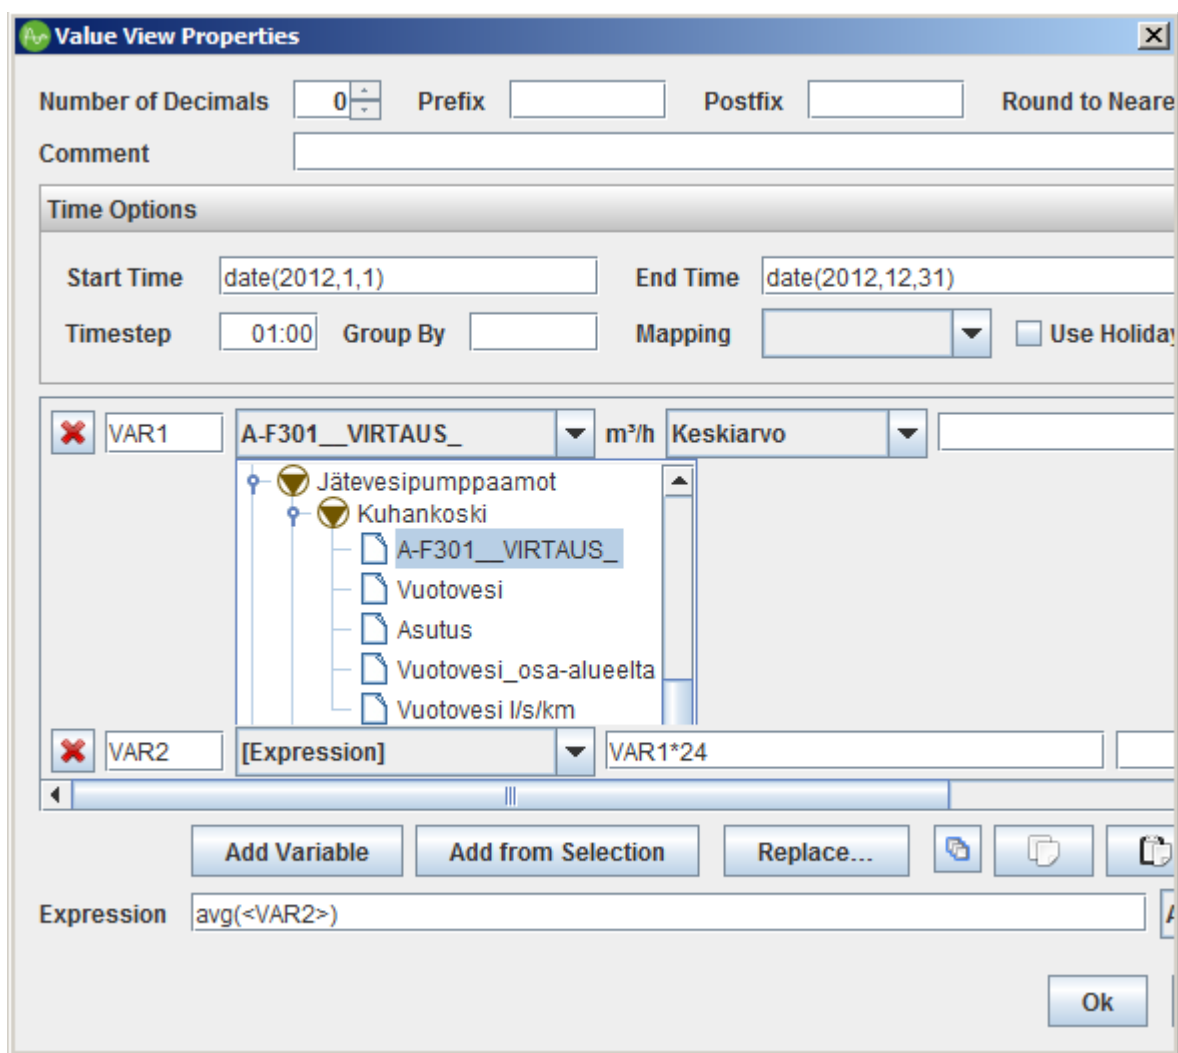 Value View Properties
Number of Decimals 0 Prefix Postfix Round to Neare
Comment
Time Options
Start Time date(2012,1,1) End Time date(2012,12,31)
Timestep 01:00 Group By Mapping Use Holiday
VAR1 A-F301__VIRTAUS_ m³/h Keskiarvo
Jätevesipumppaamot
Kuhankoski
A-F301__VIRTAUS_
Vuotovesi
Asutus
Vuotovesi_osa-alueelta
Vuotovesi l/s/km
VAR2 [Expression] VAR1*24
Add Variable Add from Selection Replace...
Expression avg(<VAR2>)
Ok